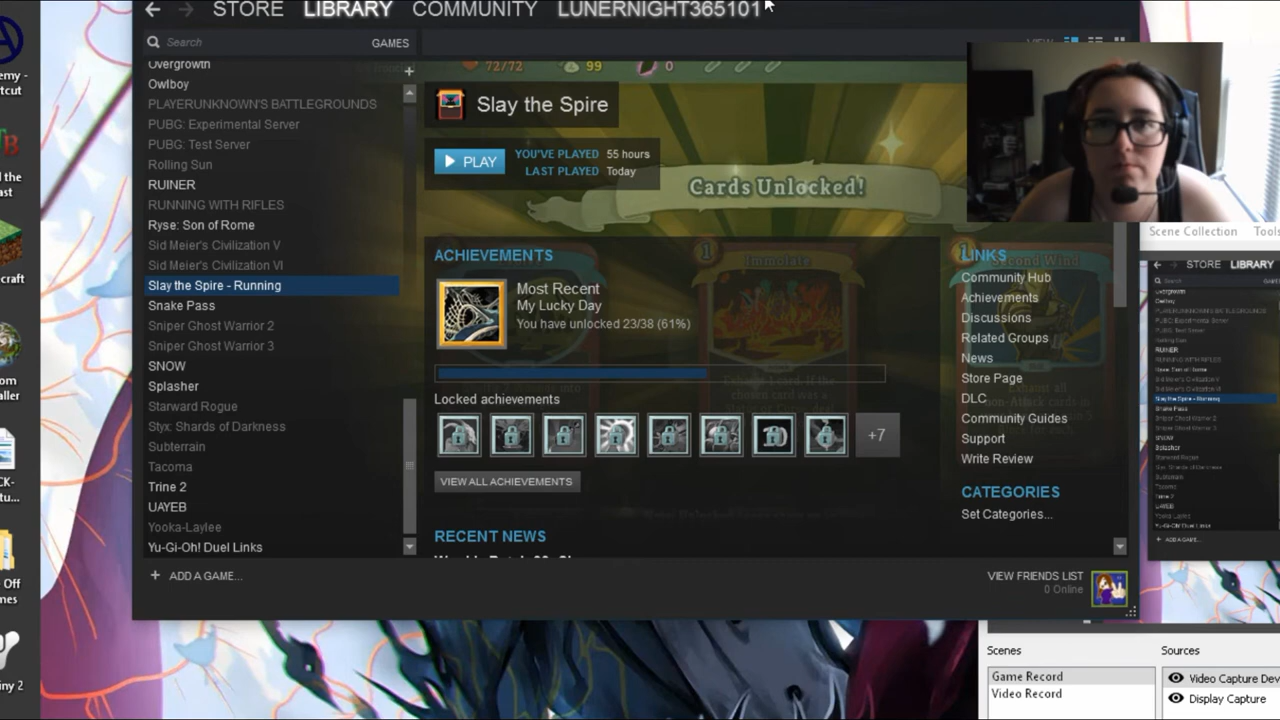 STORE LIBRARY COMMUNITY LUNERNIGHT365101
Search GAMES
VIEW
Overgrowth
Owlboy
PLAYERUNKNOWN'S BATTLEGROUNDS
PUBG: Experimental Server
PUBG: Test Server
Rolling Sun
RUINER
RUNNING WITH RIFLES
Ryse: Son of Rome
Sid Meier's Civilization V
Sid Meier's Civilization VI
Slay the Spire - Running
Snake Pass
Sniper Ghost Warrior 2
Sniper Ghost Warrior 3
SNOW
Splasher
Starward Rogue
Styx: Shards of Darkness
Subterrain
Tacoma
Trine 2
UAYEB
Yooka-Laylee
Yu-Gi-Oh! Duel Links
+ ADD A GAME...
72/72 99 0
Slay the Spire
PLAY
YOU'VE PLAYED 55 hours
LAST PLAYED Today
Cards Unlocked!
ACHIEVEMENTS
Most Recent
My Lucky Day
You have unlocked 23/38 (61%)
1 Immolate
1 Second Wind
Locked achievements
+7
VIEW ALL ACHIEVEMENTS
RECENT NEWS
LINKS
Community Hub
Achievements
Discussions
Related Groups
News
Store Page
DLC
Community Guides
Support
Write Review
CATEGORIES
Set Categories...
VIEW FRIENDS LIST
0 Online
Scene Collection Tools
STORE LIBRARY
Scenes
Game Record
Video Record
Sources
Video Capture Dev
Display Capture